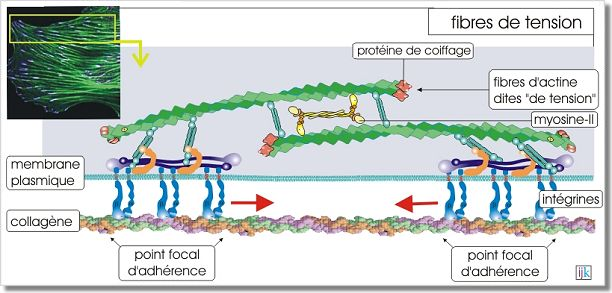 fibres de tension
protéine de coiffage
fibres d'actine
dites "de tension"
myosine-II
membrane
plasmique
intégrines
collagène
point focal
d'adhérence
point focal
d'adhérence
ijk